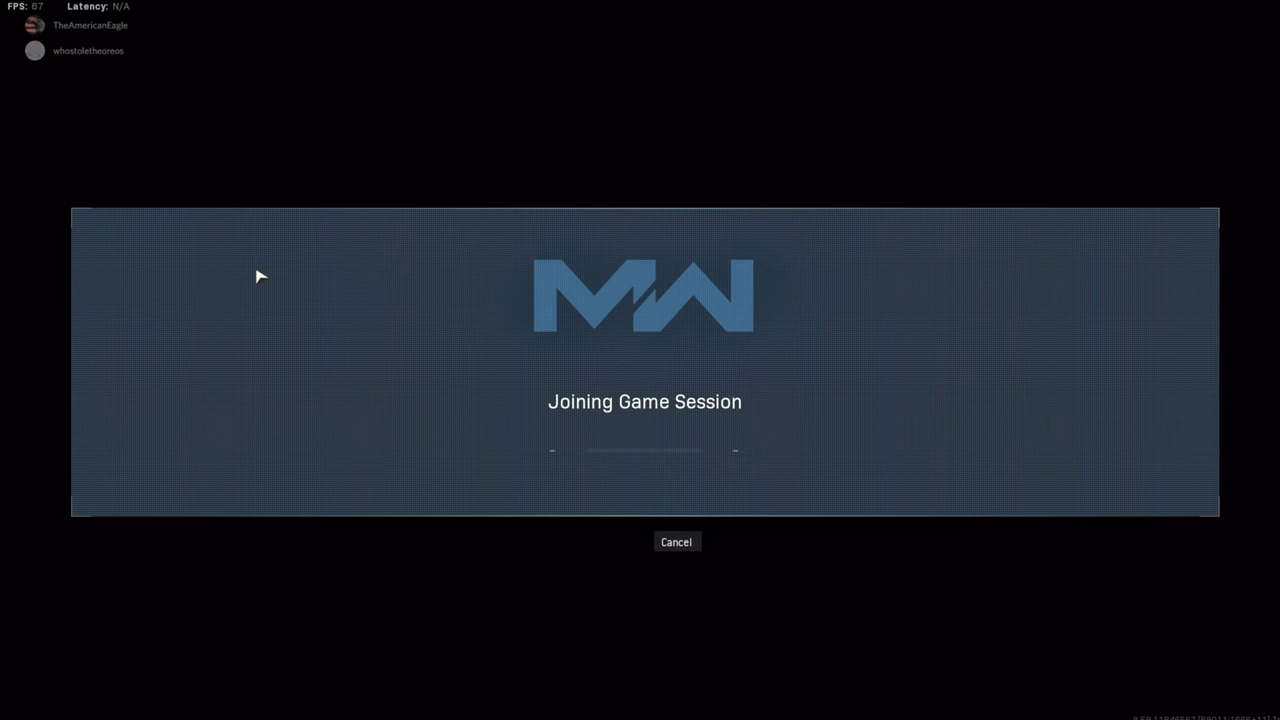 FPS: 67 Latency: N/A
TheAmericanEagle
whostoletheoreos
MW
Joining Game Session
Cancel